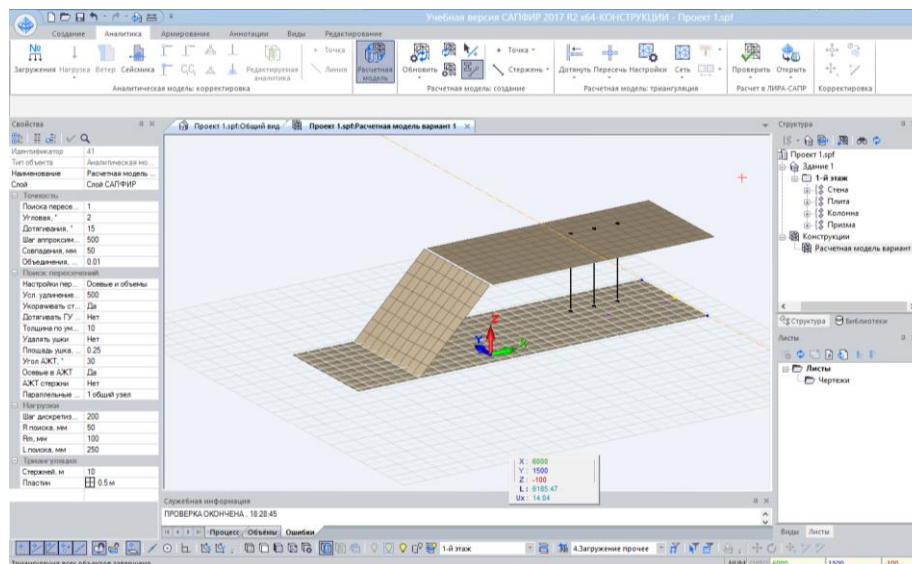 Учебная версия САПФИР 2017 R2 x64-КОНСТРУКЦИИ - Проект 1.spf
Создание Аналитика Армирование Аннотации Виды Редактирование
Загружения Нагрузка Ветер Сейсмика Редактируемая аналитика Точка Линия Расчетная модель Обновить Точка Стержень Дотянуть Пересечь Настройки Сеть Проверить Открыть
Аналитическая модель: корректировка Расчетная модель: создание Расчетная модель: триангуляция Расчет в ЛИРА-САПР Корректировка
Свойства
Проект 1.spf:Общий вид Проект 1.spf:Расчетная модель вариант 1
Структура
Идентификатор 41
Тип объекта Аналитическая мо...
Наименование Расчетная модель ...
Слой Слой САПФИР
Точность
Поиска пересе... 1
Угловая, ° 2
Дотягивания, ° 15
Шаг аппроксим... 500
Совпадения, мм 50
Объединения, ... 0.01
Поиск пересечений
Настройки пер... Осевые и объемы
Усл. удлинение... 500
Укорачивать ст... Да
Дотягивать ГУ ... Нет
Толщина по ум... 10
Удалять ушки Нет
Площадь ушка, ... 0.25
Угол АЖТ, ° 30
Осевые в АЖТ Да
АЖТ стержни Нет
Параллельные ... 1 общий узел
Нагрузки
Шаг дискретиз... 200
R поиска, мм 50
Rm, мм 100
L поиска, мм 250
Триангуляция
Стержней, м 10
Пластин 0.5 м
Z
Y
X
X : 6000
Y : 1500
Z : -100
L : 6185.47
Ux : 14.04
Проект 1.spf
Здание 1
1-й этаж
Стена
Плита
Колонна
Призма
Конструкции
Расчетная модель вариант
Структура Библиотеки
Листы
Листы
Чертежи
Виды Листы
Служебная информация
ПРОВЕРКА ОКОНЧЕНА , 18:28:45
Процесс Объёмы Ошибки
1-й этаж 4.Загружение прочее
Триангуляция всех объектов завершена
NUM 6000 1500 -100